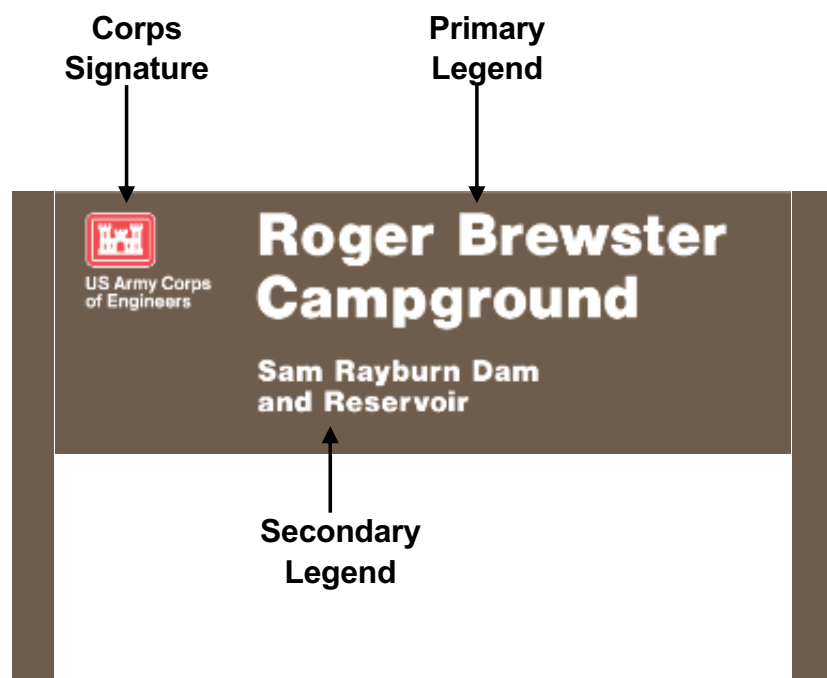 Corps
Signature
Primary
Legend
US Army Corps
of Engineers
Roger Brewster
Campground
Sam Rayburn Dam
and Reservoir
Secondary
Legend